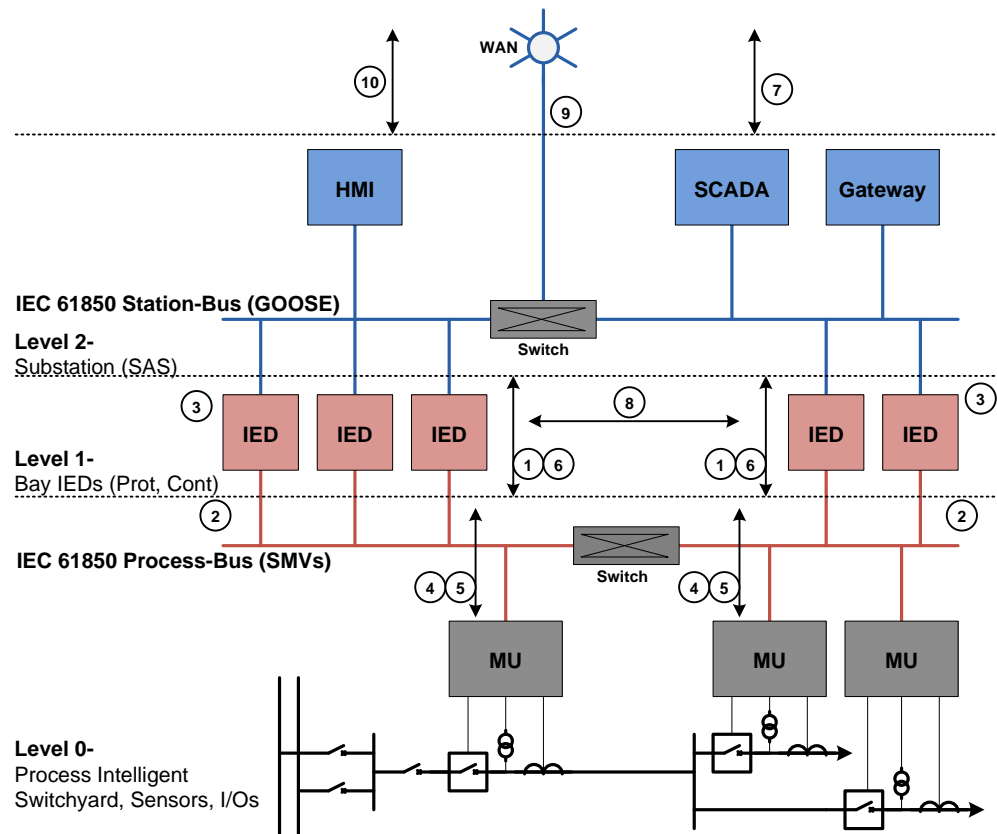 WAN
10
7
9
HMI
SCADA
Gateway
IEC 61850 Station-Bus (GOOSE)
Switch
Level 2-
Substation (SAS)
3
8
3
IED
IED
IED
IED
IED
1 6
1 6
Level 1-
Bay IEDs (Prot, Cont)
2
2
IEC 61850 Process-Bus (SMVs)
Switch
4 5
4 5
MU
MU
MU
Level 0-
Process Intelligent
Switchyard, Sensors, I/Os